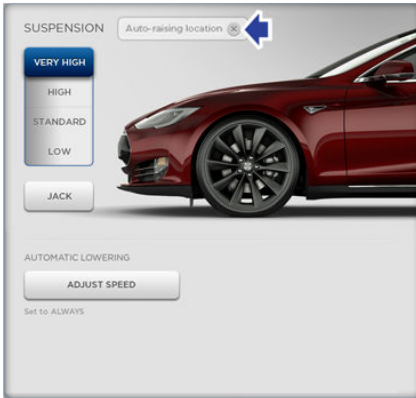 SUSPENSION
Auto-raising location
VERY HIGH
HIGH
STANDARD
LOW
JACK
AUTOMATIC LOWERING
ADJUST SPEED
Set to ALWAYS